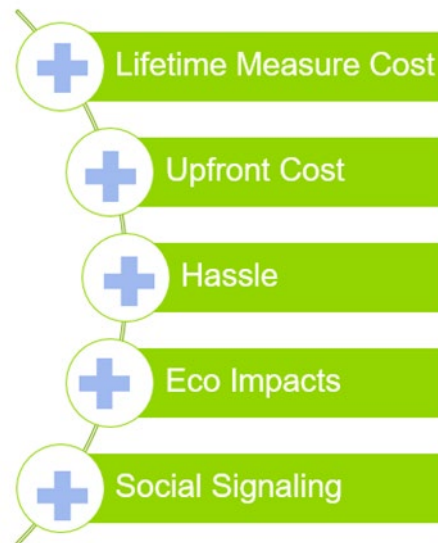 Lifetime Measure Cost
Upfront Cost
Hassle
Eco Impacts
Social Signaling